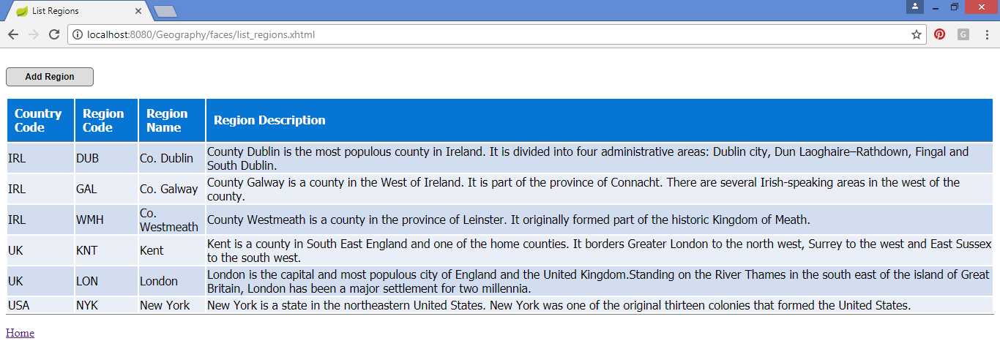 List Regions
localhost:8080/Geography/faces/list_regions.xhtml
G
Add Region
Country Code Region Code Region Name Region Description
IRL DUB Co. Dublin County Dublin is the most populous county in Ireland. It is divided into four administrative areas: Dublin city, Dun Laoghaire–Rathdown, Fingal and
South Dublin.
IRL GAL Co. Galway County Galway is a county in the West of Ireland. It is part of the province of Connacht. There are several Irish-speaking areas in the west of the
county.
IRL WMH Co. Westmeath County Westmeath is a county in the province of Leinster. It originally formed part of the historic Kingdom of Meath.
UK KNT Kent Kent is a county in South East England and one of the home counties. It borders Greater London to the north west, Surrey to the west and East Sussex
to the south west.
UK LON London London is the capital and most populous city of England and the United Kingdom.Standing on the River Thames in the south east of the island of Great
Britain, London has been a major settlement for two millennia.
USA NYK New York New York is a state in the northeastern United States. New York was one of the original thirteen colonies that formed the United States.
Home